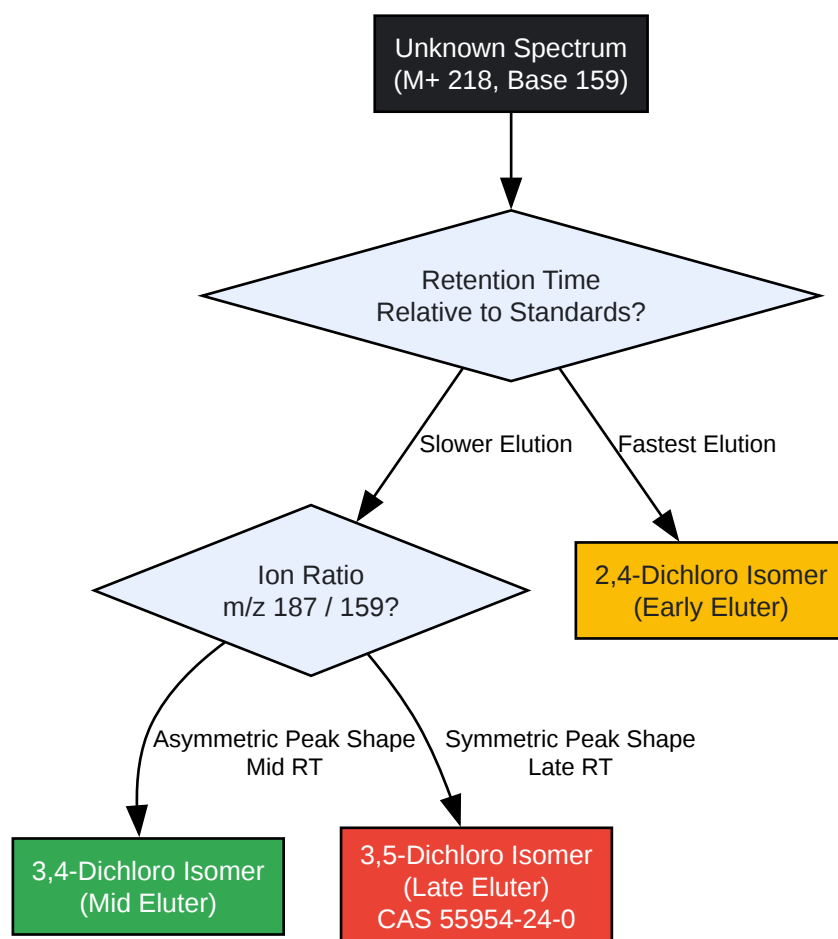 Unknown Spectrum
(M+ 218, Base 159)
Retention Time
Relative to Standards?
Slower Elution
Fastest Elution
Ion Ratio
m/z 187 / 159?
2,4-Dichloro Isomer
(Early Eluter)
Asymmetric Peak Shape
Mid RT
Symmetric Peak Shape
Late RT
3,4-Dichloro Isomer
(Mid Eluter)
3,5-Dichloro Isomer
(Late Eluter)
CAS 55954-24-0